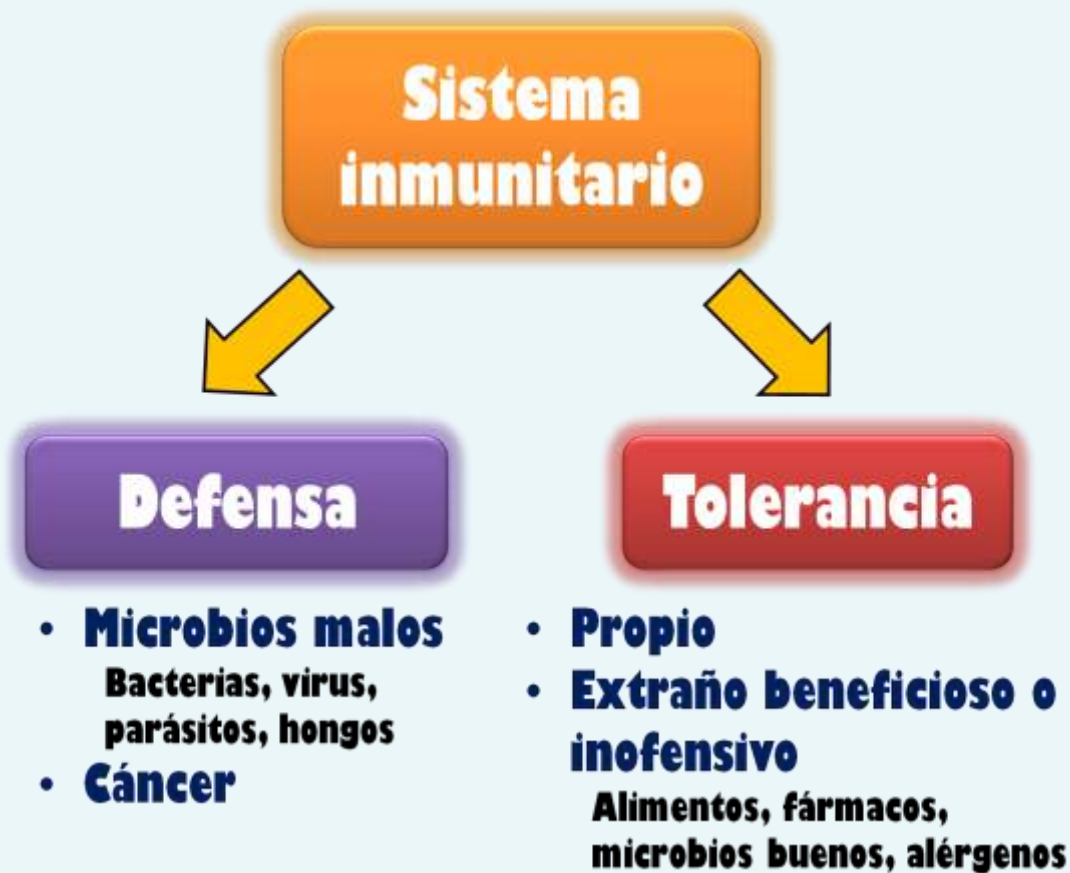 Sistema
inmunitario
Defensa
• Microbios malos
Bacterias, virus,
parásitos, hongos
• Cáncer
Tolerancia
• Propio
• Extraño beneficioso o
inofensivo
Alimentos, fármacos,
microbios buenos, alérgenos